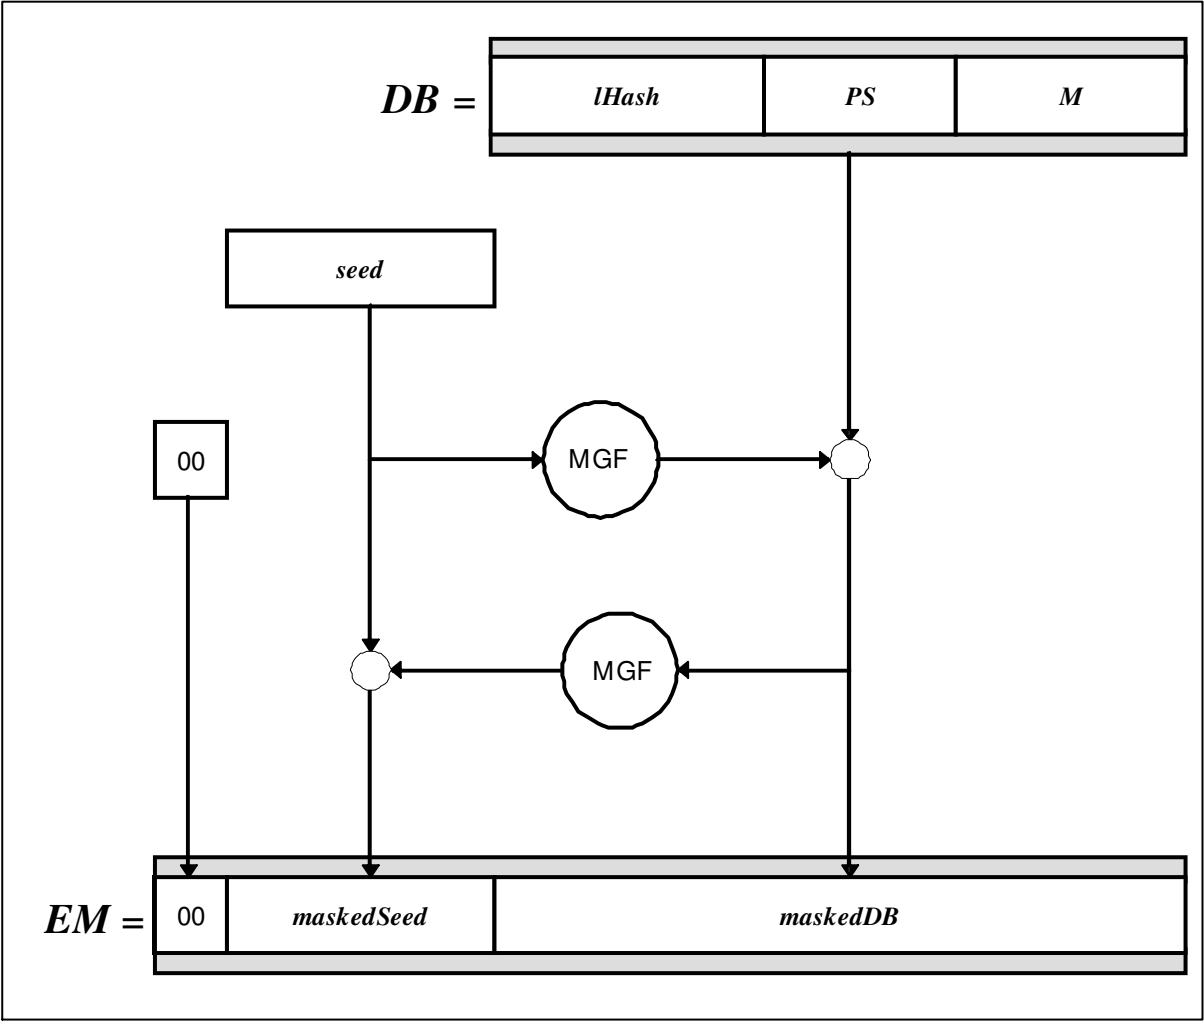 DB = lHash PS M
seed
00 MGF
MGF
EM = 00 maskedSeed maskedDB